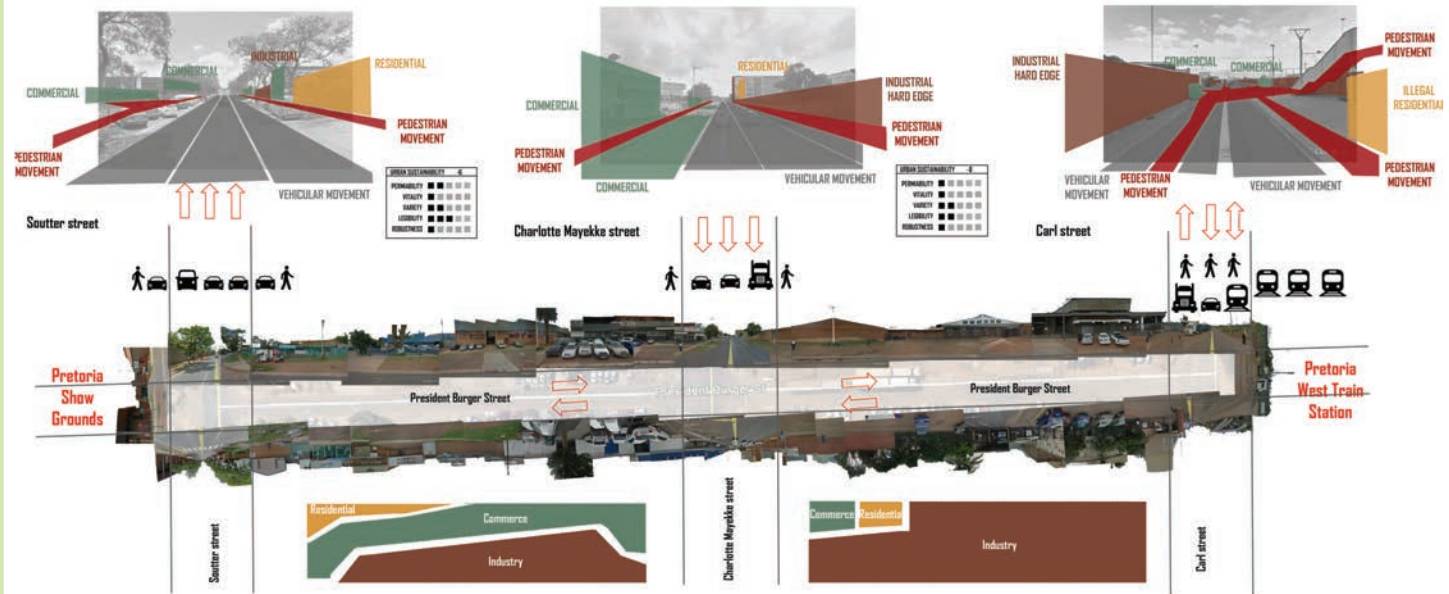 COMMERCIAL
COMMERCIAL
INDUSTRIAL
RESIDENTIAL
PEDESTRIAN
MOVEMENT
PEDESTRIAN
MOVEMENT
VEHICULAR MOVEMENT
URBAN SUSTAINABILITY
PERMABILITY
VITALITY
VARIETY
LEGIBILITY
ROBUSTNESS
Soutter street
COMMERCIAL
RESIDENTIAL
INDUSTRIAL
HARD EDGE
PEDESTRIAN
MOVEMENT
PEDESTRIAN
MOVEMENT
COMMERCIAL
VEHICULAR MOVEMENT
URBAN SUSTAINABILITY
PERMABILITY
VITALITY
VARIETY
LEGIBILITY
ROBUSTNESS
Charlotte Mayekke street
INDUSTRIAL
HARD EDGE
COMMERCIAL
COMMERCIAL
PEDESTRIAN
MOVEMENT
ILLEGAL
RESIDENTIAL
VEHICULAR
MOVEMENT
PEDESTRIAN
MOVEMENT
VEHICULAR MOVEMENT
PEDESTRIAN
MOVEMENT
Carl street
Pretoria
Show
Grounds
President Burger Street
President Burger Street
Pretoria
West Train
Station
Soutter street
Residential
Commerce
Industry
Charlotte Mayekke street
Commerce
Residential
Industry
Carl street